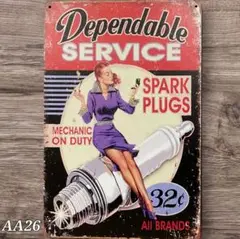 Dependable
SERVICE
SPARK
PLUGS
MECHANIC
ON DUTY
32¢
All BRANDS
AA26